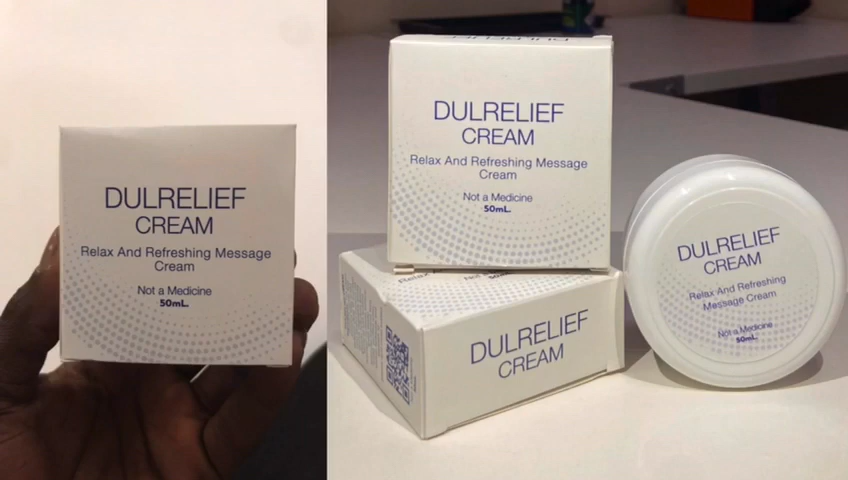 DULRELIEF
CREAM
Relax And Refreshing Message
Cream
Not a Medicine
50mL.
DULRELIEF
DULRELIEF
CREAM
Relax And Refreshing Message
Cream
Not a Medicine
50mL.
DULRELIEF
CREAM
DULRELIEF
CREAM
Relax And Refreshing
Message Cream
Not a Medicine
50mL.